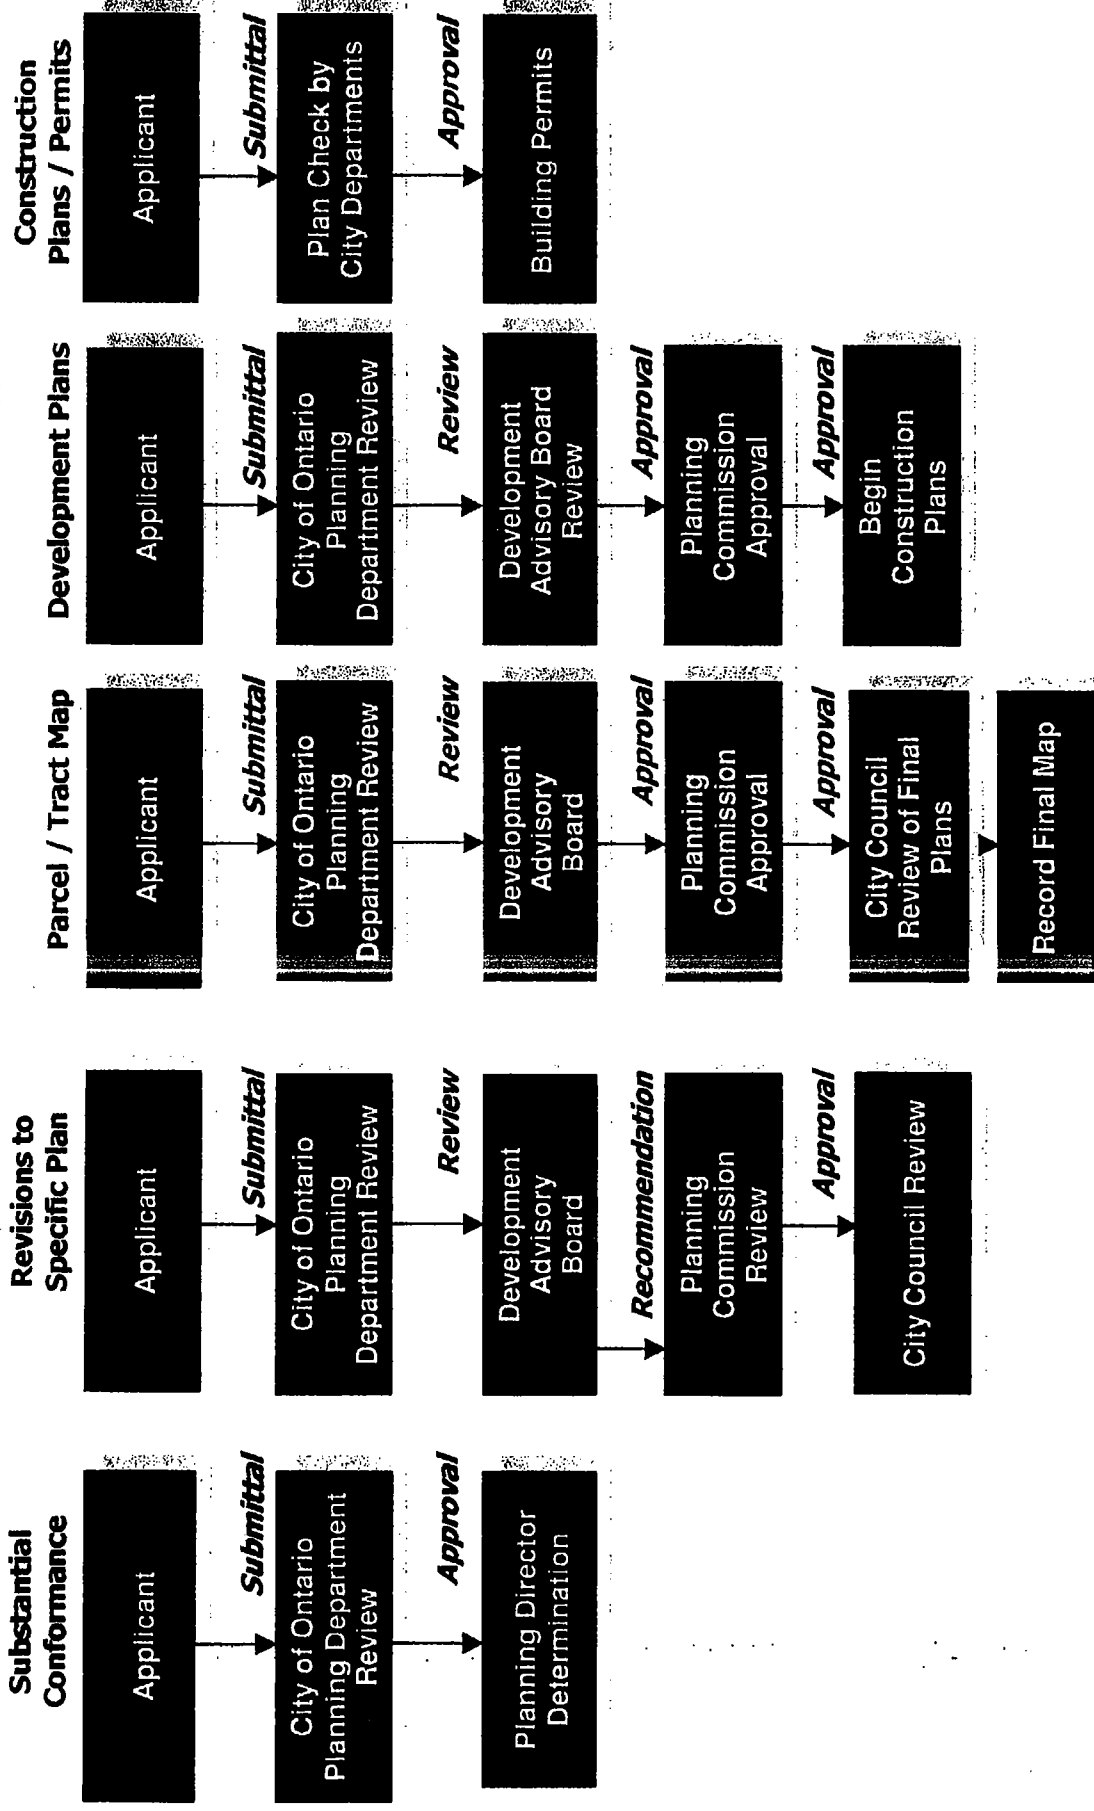 Substantial
Conformance
Applicant
Submittal
City of Ontario
Planning Department
Review
Approval
Planning Director
Determination
Revisions to
Specific Plan
Applicant
Submittal
City of Ontario
Planning
Department Review
Review
Development
Advisory
Board
Recommendation
Planning
Commission
Review
Approval
City Council Review
Parcel / Tract Map
Applicant
Submittal
City of Ontario
Planning
Department Review
Review
Development
Advisory
Board
Approval
Planning
Commission
Approval
Approval
City Council
Review of Final
Plans
Record Final Map
Development Plans
Applicant
Submittal
City of Ontario
Planning
Department Review
Review
Development
Advisory Board
Review
Approval
Planning
Commission
Approval
Approval
Begin
Construction
Plans
Construction
Plans / Permits
Applicant
Submittal
Plan Check by
City Departments
Approval
Building Permits